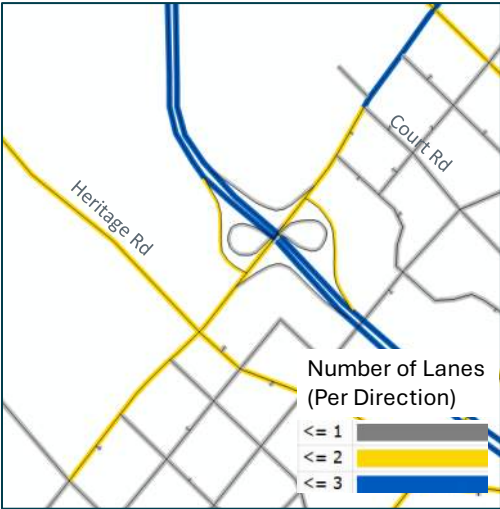 Court Rd
Heritage Rd
Number of Lanes
(Per Direction)
<= 1
<= 2
<= 3